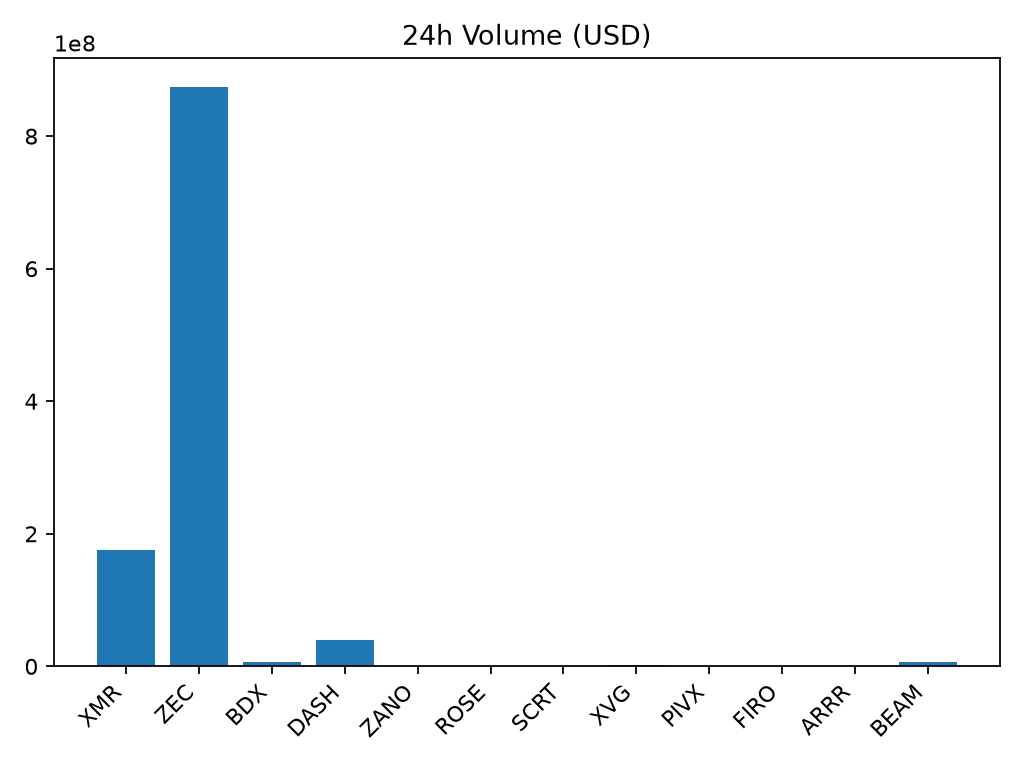 24h Volume (USD)
1e8
8
6
4
2
0
XMR
ZEC
BDX
DASH
ZANO
ROSE
SCRT
XVG
PIVX
FIRO
ARRR
BEAM